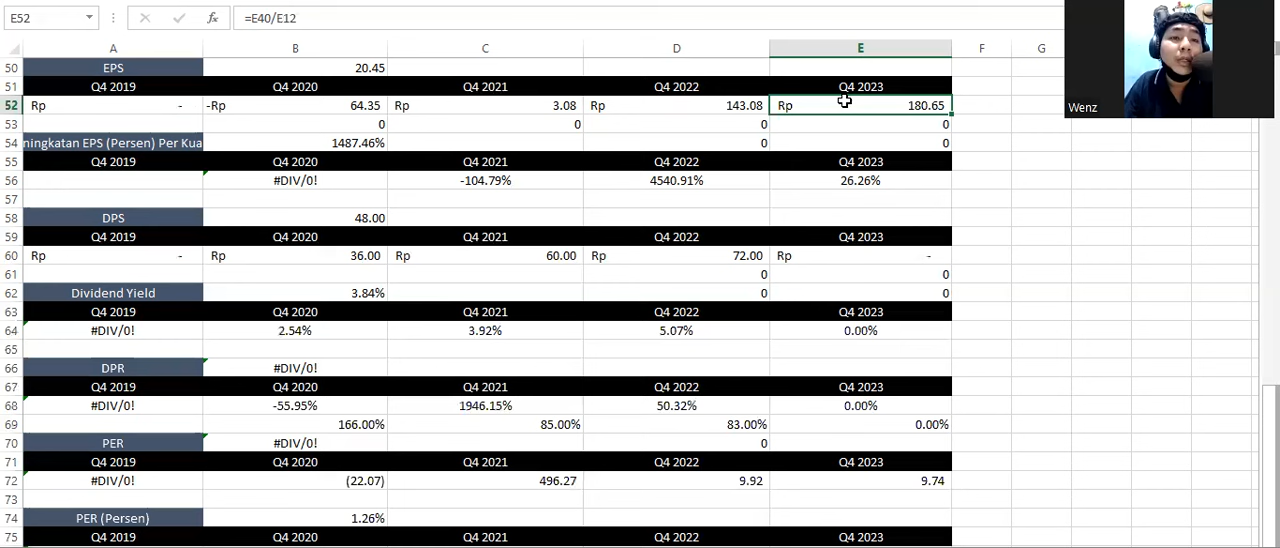 E52 fx =E40/E12
A B C D E F G
50 EPS 20.45
51 Q4 2019 Q4 2020 Q4 2021 Q4 2022 Q4 2023
52 Rp - -Rp 64.35 Rp 3.08 Rp 143.08 Rp 180.65
Wenz
53 0 0 0 0
54 ningkatan EPS (Persen) Per Kua 1487.46% 0 0
55 Q4 2019 Q4 2020 Q4 2021 Q4 2022 Q4 2023
56 #DIV/0! -104.79% 4540.91% 26.26%
57
58 DPS 48.00
59 Q4 2019 Q4 2020 Q4 2021 Q4 2022 Q4 2023
60 Rp - Rp 36.00 Rp 60.00 Rp 72.00 Rp -
61 0 0
62 Dividend Yield 3.84% 0 0
63 Q4 2019 Q4 2020 Q4 2021 Q4 2022 Q4 2023
64 #DIV/0! 2.54% 3.92% 5.07% 0.00%
65
66 DPR #DIV/0!
67 Q4 2019 Q4 2020 Q4 2021 Q4 2022 Q4 2023
68 #DIV/0! -55.95% 1946.15% 50.32% 0.00%
69 166.00% 85.00% 83.00% 0.00%
70 PER #DIV/0! 0
71 Q4 2019 Q4 2020 Q4 2021 Q4 2022 Q4 2023
72 #DIV/0! (22.07) 496.27 9.92 9.74
73
74 PER (Persen) 1.26%
75 Q4 2019 Q4 2020 Q4 2021 Q4 2022 Q4 2023